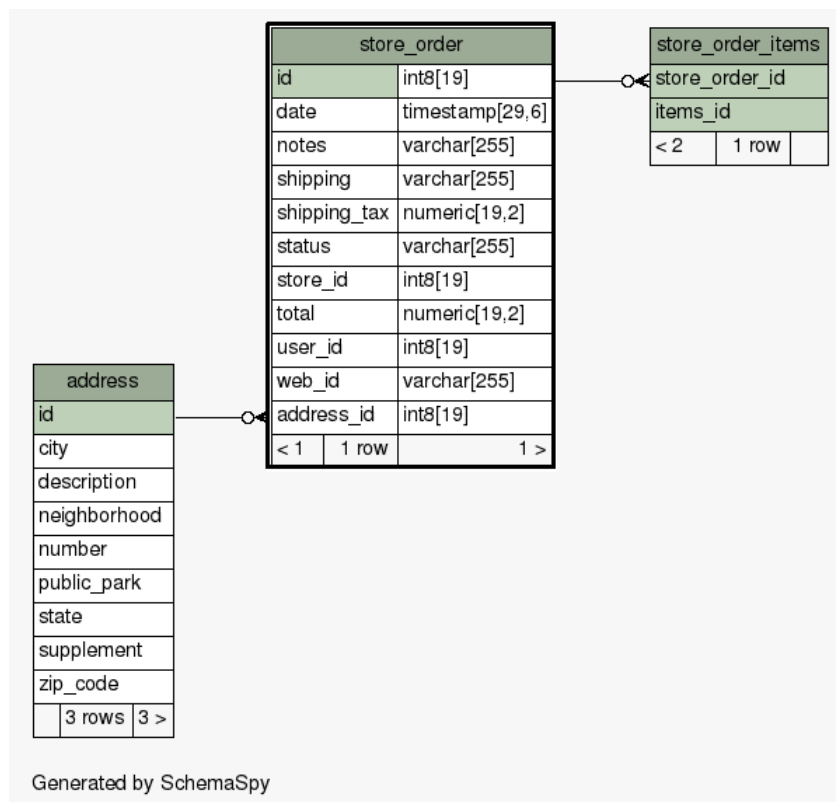 store_order
id int8[19]
date timestamp[29,6]
notes varchar[255]
shipping varchar[255]
shipping_tax numeric[19,2]
status varchar[255]
store_id int8[19]
total numeric[19,2]
user_id int8[19]
web_id varchar[255]
address_id int8[19]
< 1 1 row 1 >
store_order_items
store_order_id
items_id
< 2 1 row
address
id
city
description
neighborhood
number
public_park
state
supplement
zip_code
3 rows 3 >
Generated by SchemaSpy